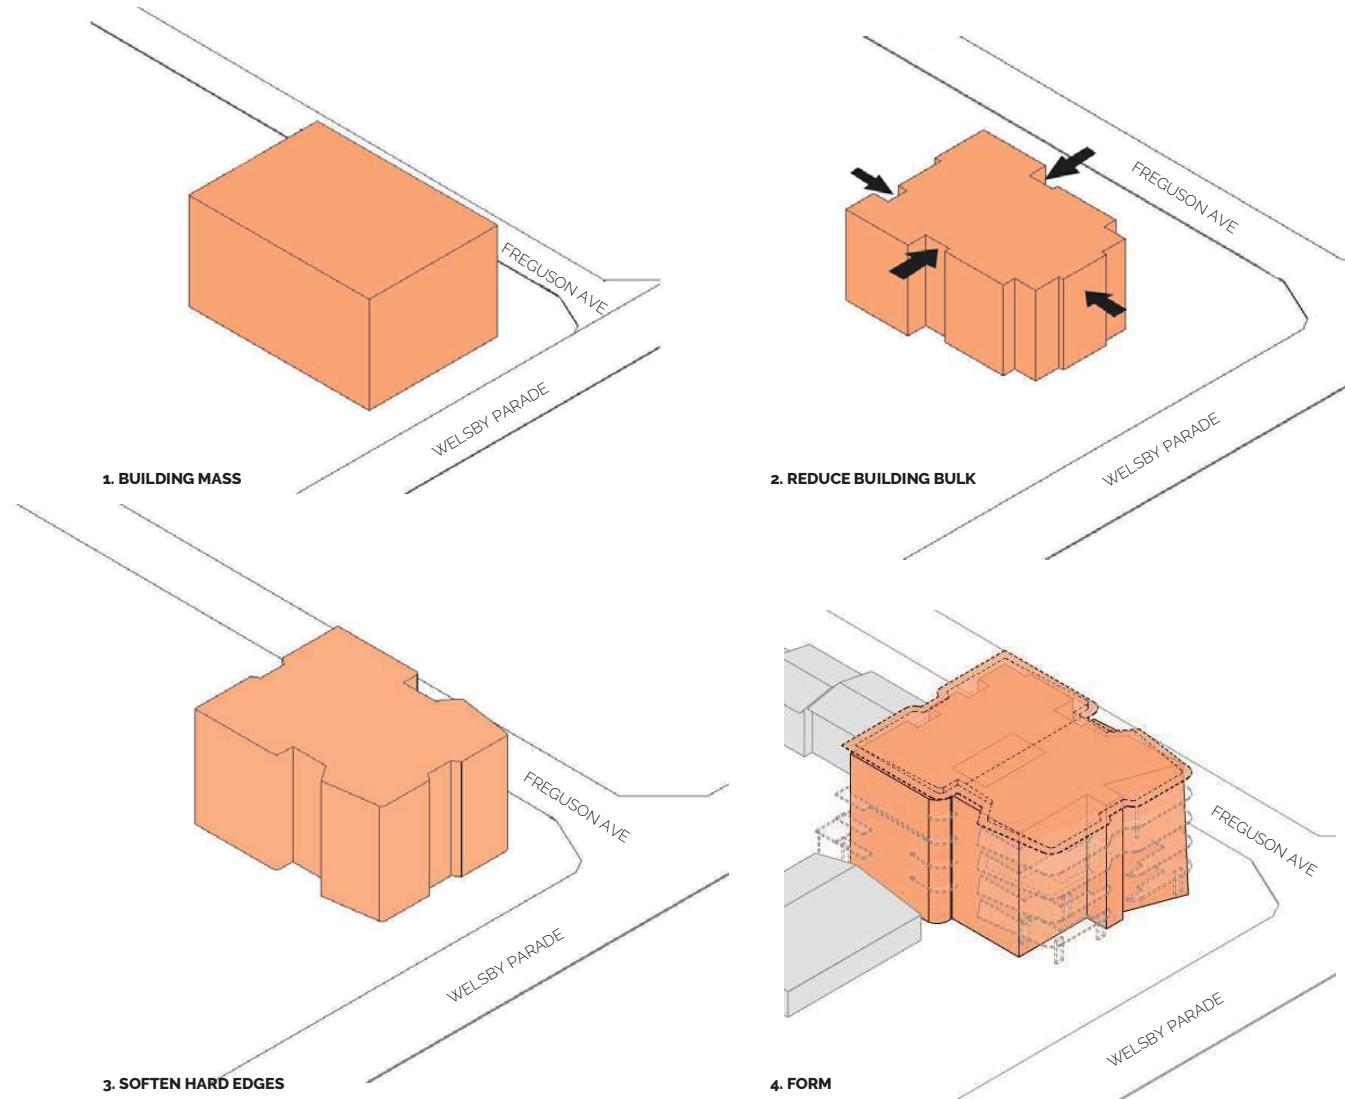 FREGUSON AVE
WELSBY PARADE
1. BUILDING MASS
FREGUSON AVE
WELSBY PARADE
2. REDUCE BUILDING BULK
FREGUSON AVE
WELSBY PARADE
3. SOFTEN HARD EDGES
FREGUSON AVE
WELSBY PARADE
4. FORM